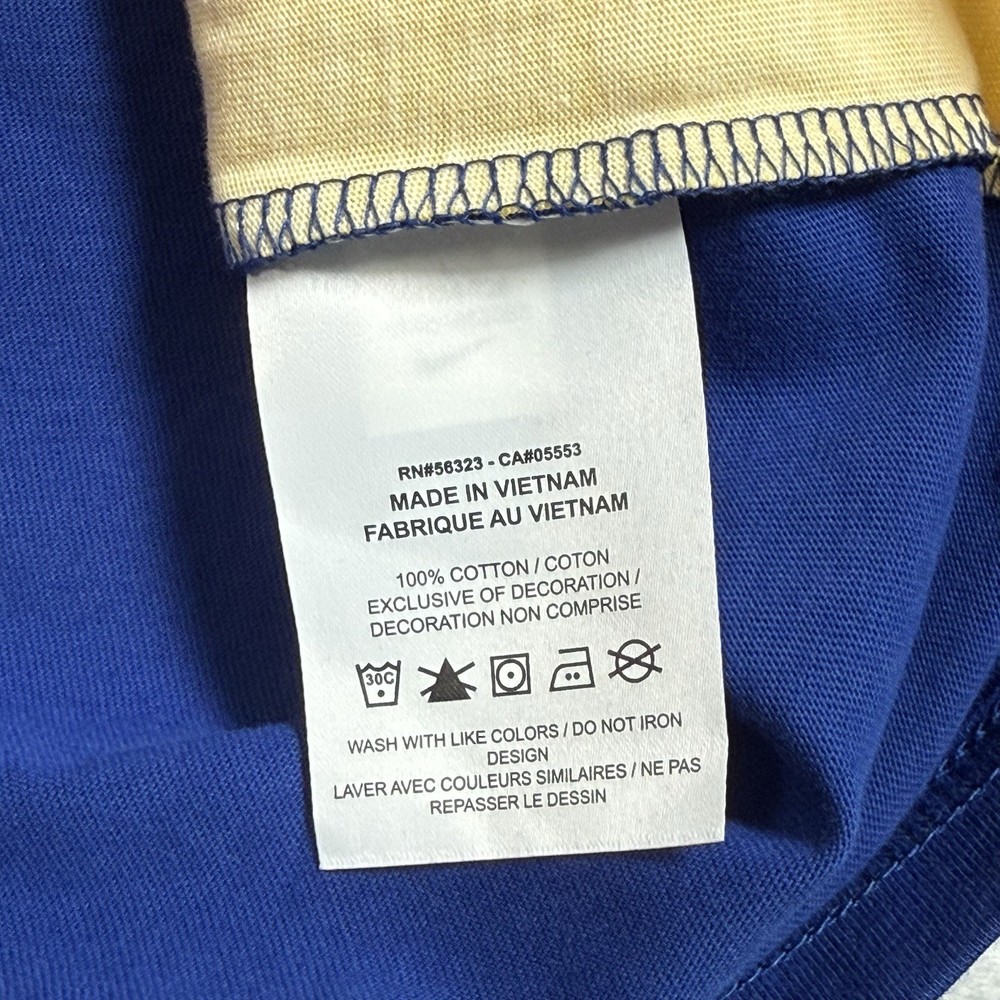 RN#56323 - CA#05553
MADE IN VIETNAM
FABRIQUE AU VIETNAM
100% COTTON / COTON
EXCLUSIVE OF DECORATION /
DECORATION NON COMPRISE
30C
WASH WITH LIKE COLORS / DO NOT IRON
DESIGN
LAVER AVEC COULEURS SIMILAIRES / NE PAS
REPASSER LE DESSIN